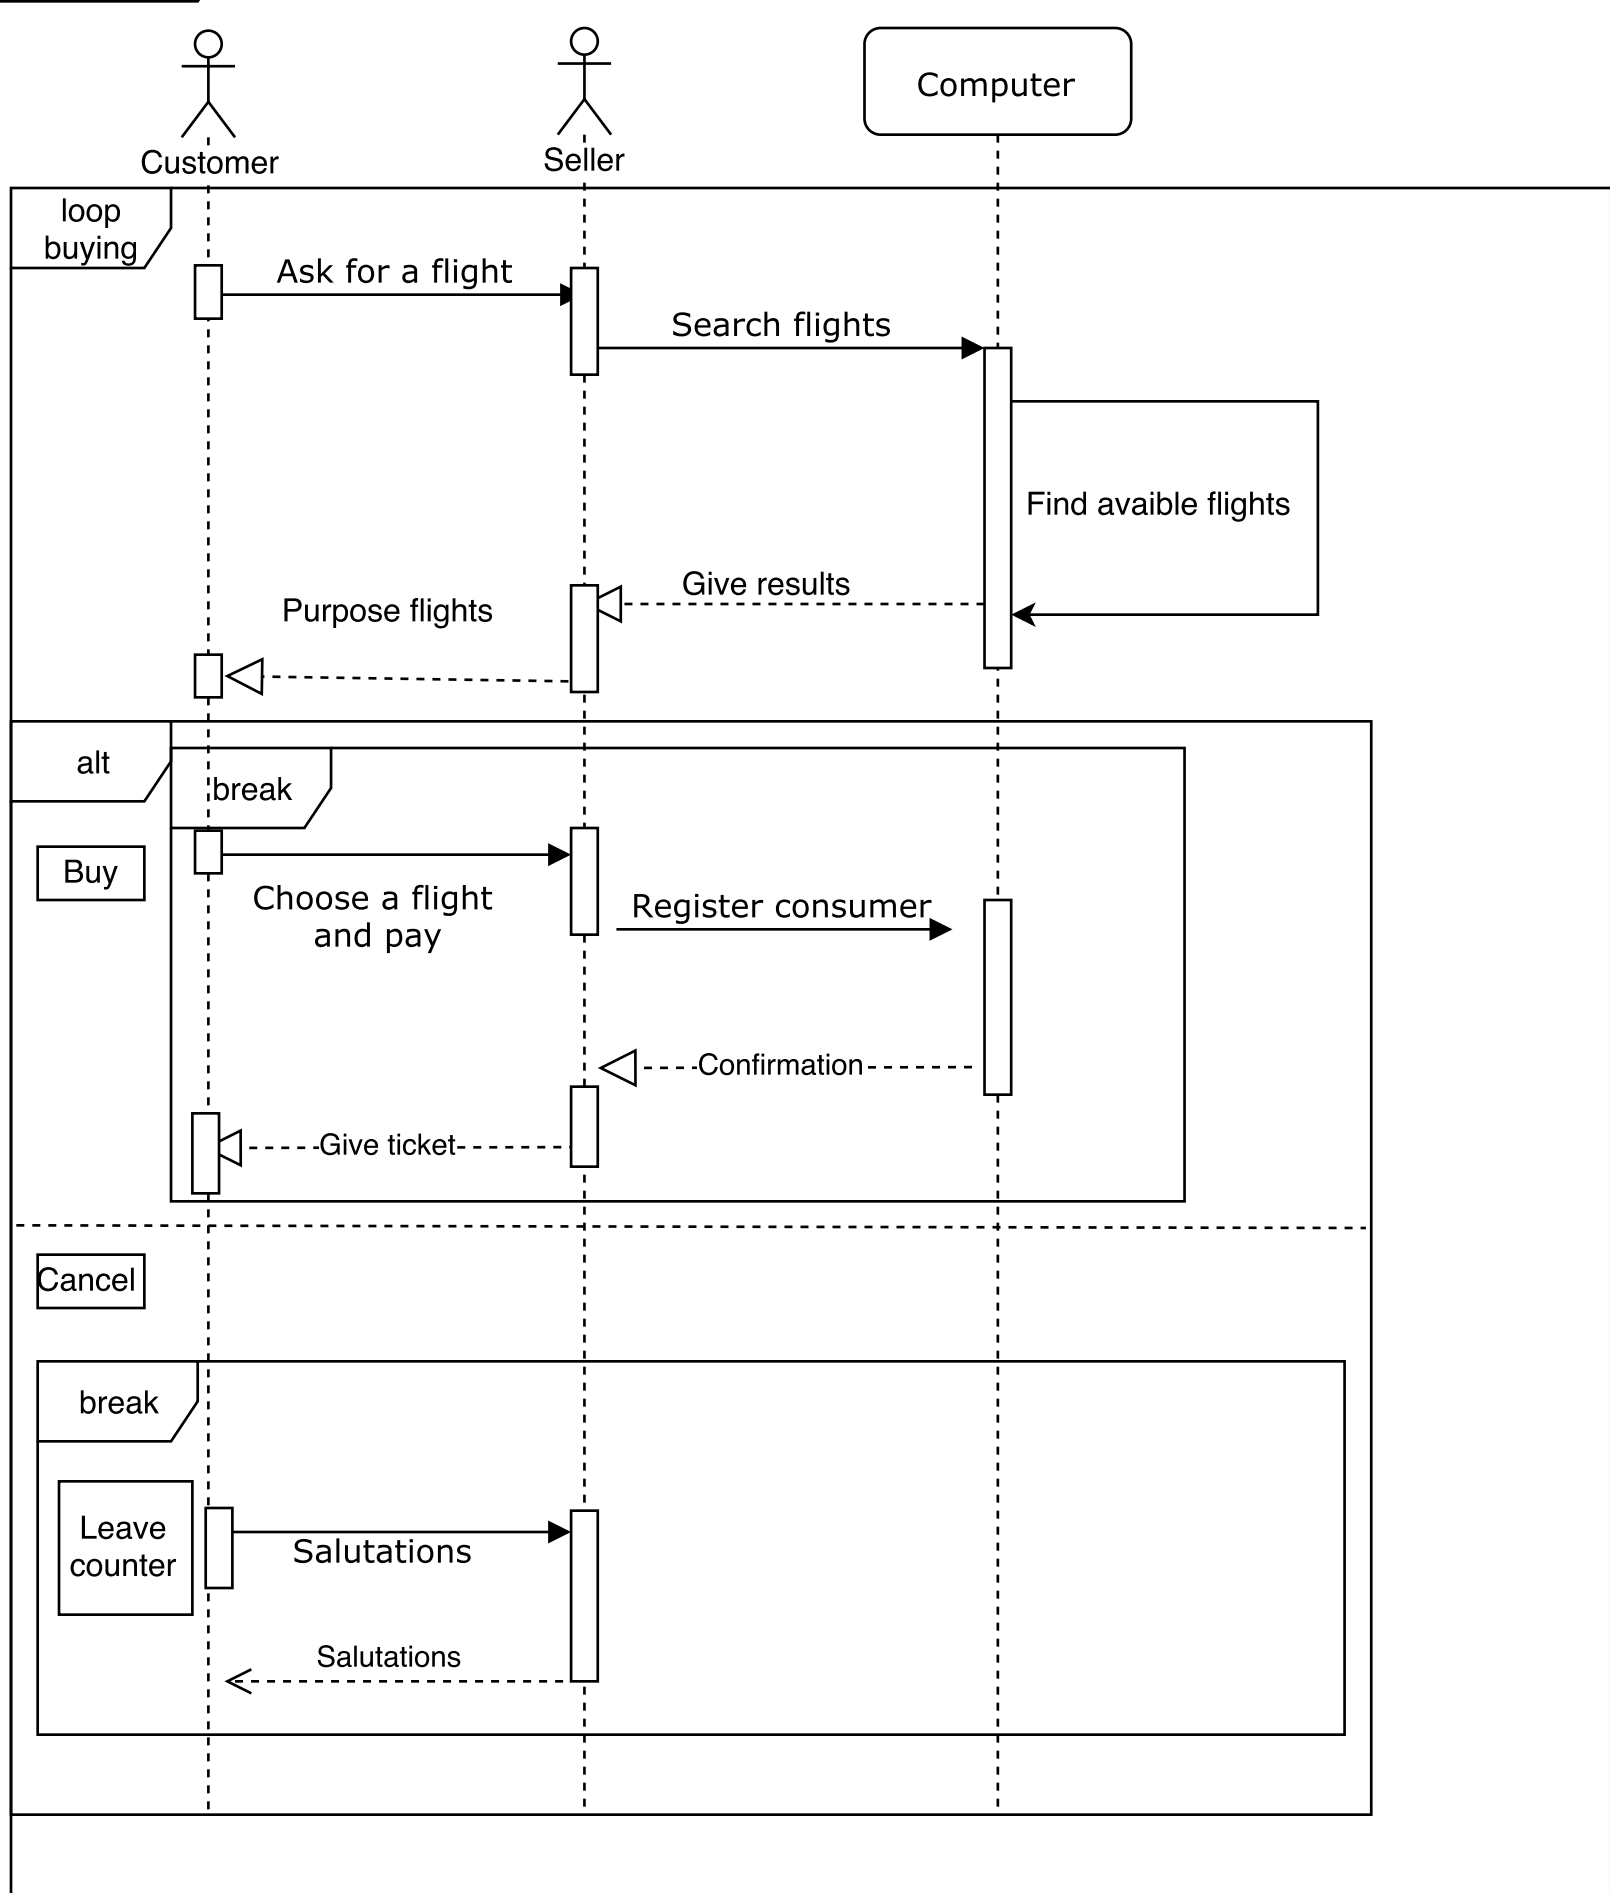 Customer
Seller
Computer
loop
buying
Ask for a flight
Search flights
Find avaible flights
Give results
Purpose flights
alt
break
Buy
Choose a flight
and pay
Register consumer
Confirmation
Give ticket
Cancel
break
Leave
counter
Salutations
Salutations